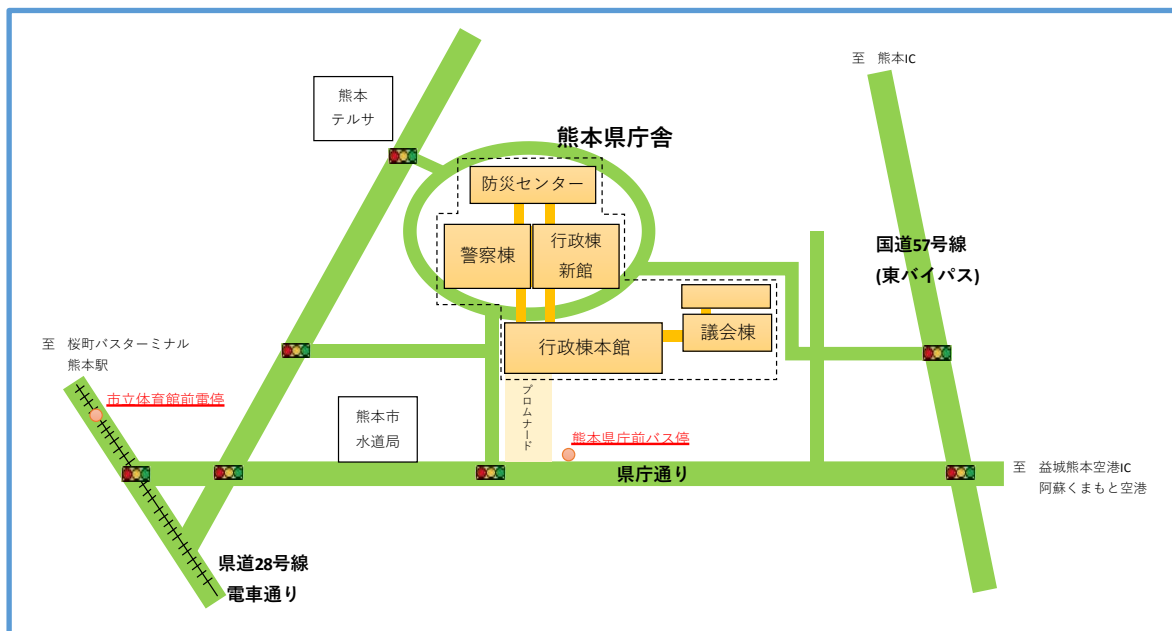 至　熊本IC
熊本
テルサ
熊本県庁舎
防災センター
警察棟
行政棟
新館
国道57号線
(東バイパス)
議会棟
行政棟本館
至　桜町バスターミナル
熊本駅
市立体育館前電停
プロムナード
熊本市
水道局
熊本県庁前バス停
県庁通り
至　益城熊本空港IC
阿蘇くまもと空港
県道28号線
電車通り